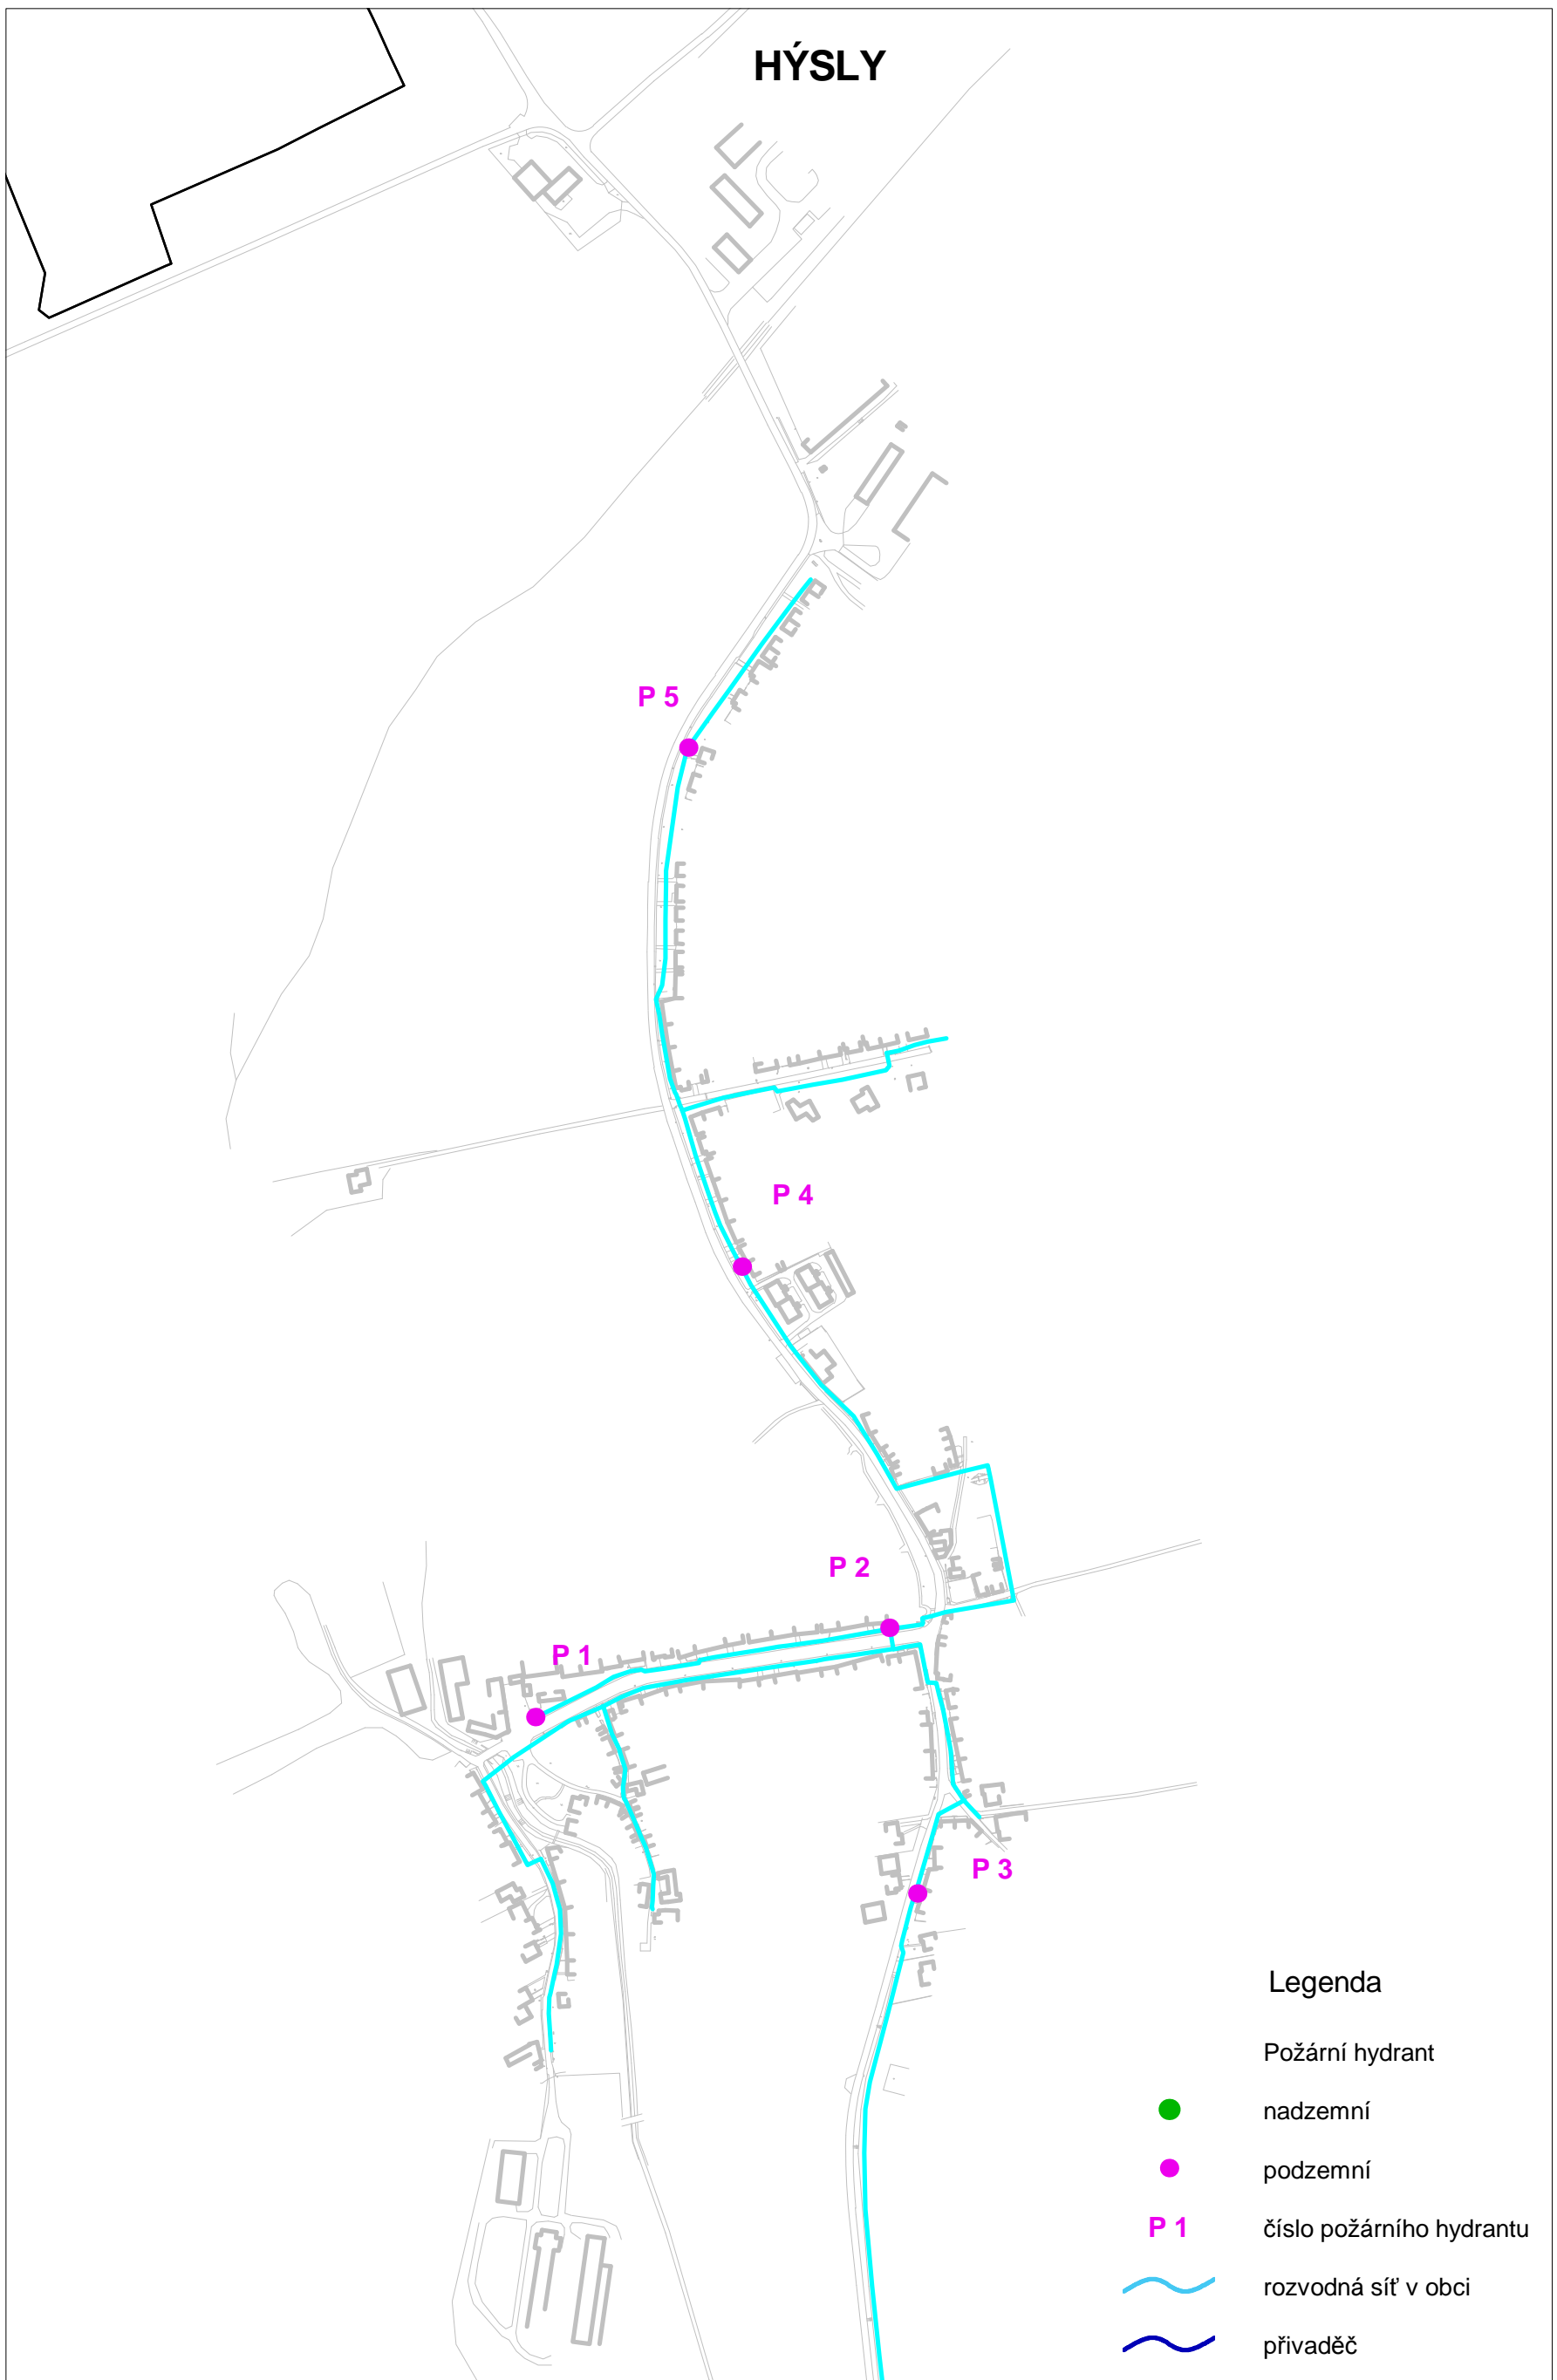 HÝSLY
P 5
P 4
P 2
P 1
P 3
Legenda
Požární hydrant
nadzemní
podzemní
P 1 číslo požárního hydrantu
rozvodná síť v obci
přivaděč